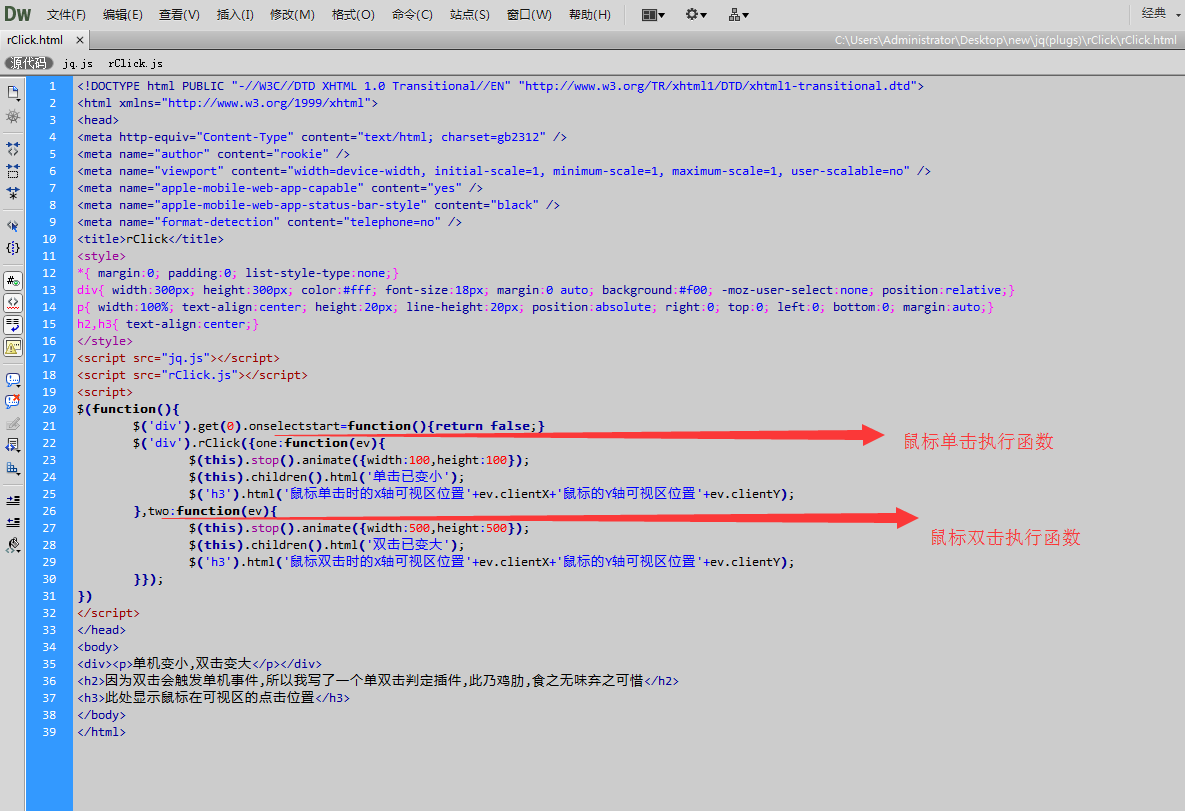 Dw 文件(F) 编辑(E) 查看(V) 插入(I) 修改(M) 格式(O) 命令(C) 站点(S) 窗口(W) 帮助(H) 经典
rClick.html × C:\Users\Administrator\Desktop\new\jq(plugs)\rClick\rClick.html
源代码 jq.js rClick.js
1 <!DOCTYPE html PUBLIC "-//W3C//DTD XHTML 1.0 Transitional//EN" "http://www.w3.org/TR/xhtml1/DTD/xhtml1-transitional.dtd">
2 <html xmlns="http://www.w3.org/1999/xhtml">
3 <head>
4 <meta http-equiv="Content-Type" content="text/html; charset=gb2312" />
5 <meta name="author" content="rookie" />
6 <meta name="viewport" content="width=device-width, initial-scale=1, minimum-scale=1, maximum-scale=1, user-scalable=no" />
7 <meta name="apple-mobile-web-app-capable" content="yes" />
8 <meta name="apple-mobile-web-app-status-bar-style" content="black" />
9 <meta name="format-detection" content="telephone=no" />
10 <title>rClick</title>
11 <style>
12 *{ margin:0; padding:0; list-style-type:none;}
13 div{ width:300px; height:300px; color:#fff; font-size:18px; margin:0 auto; background:#f00; -moz-user-select:none; position:relative;}
14 p{ width:100%; text-align:center; height:20px; line-height:20px; position:absolute; right:0; top:0; left:0; bottom:0; margin:auto;}
15 h2,h3{ text-align:center;}
16 </style>
17 <script src="jq.js"></script>
18 <script src="rClick.js"></script>
19 <script>
20 $(function(){
21 $('div').get(0).onselectstart=function(){return false;}
22 $('div').rClick({one:function(ev){ 鼠标单击执行函数
23 $(this).stop().animate({width:100,height:100});
24 $(this).children().html('单击已变小');
25 $('h3').html('鼠标单击时的X轴可视区位置'+ev.clientX+'鼠标的Y轴可视区位置'+ev.clientY);
26 },two:function(ev){
27 $(this).stop().animate({width:500,height:500}); 鼠标双击执行函数
28 $(this).children().html('双击已变大');
29 $('h3').html('鼠标双击时的X轴可视区位置'+ev.clientX+'鼠标的Y轴可视区位置'+ev.clientY);
30 }});
31 })
32 </script>
33 </head>
34 <body>
35 <div><p>单机变小,双击变大</p></div>
36 <h2>因为双击会触发单机事件,所以我写了一个单双击判定插件,此乃鸡肋,食之无味弃之可惜</h2>
37 <h3>此处显示鼠标在可视区的点击位置</h3>
38 </body>
39 </html>